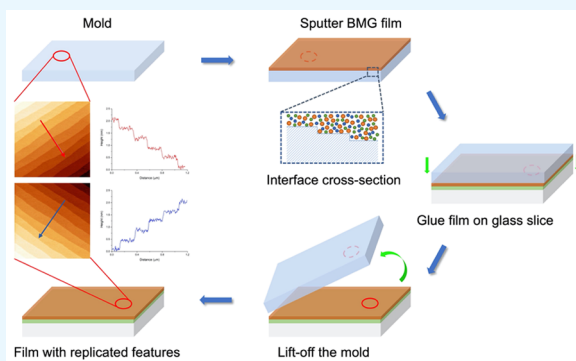 Mold
Sputter BMG film
Interface cross-section
Glue film on glass slice
Film with replicated features
Lift-off the mold